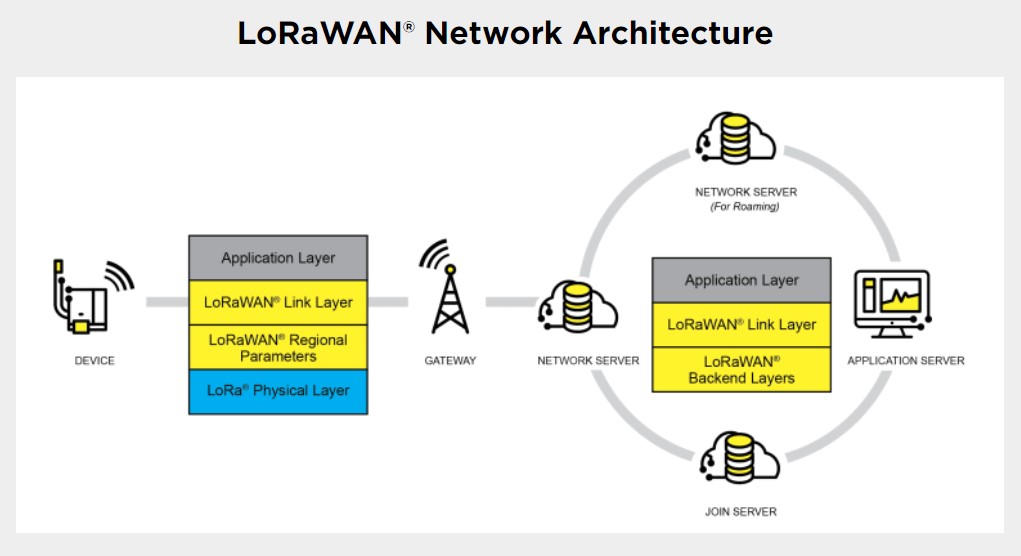 LoRaWAN® Network Architecture
NETWORK SERVER
(For Roaming)
Application Layer
LoRaWAN® Link Layer
LoRaWAN® Regional
Parameters
LoRa® Physical Layer
DEVICE
GATEWAY
NETWORK SERVER
Application Layer
LoRaWAN® Link Layer
LoRaWAN®
Backend Layers
APPLICATION SERVER
JOIN SERVER